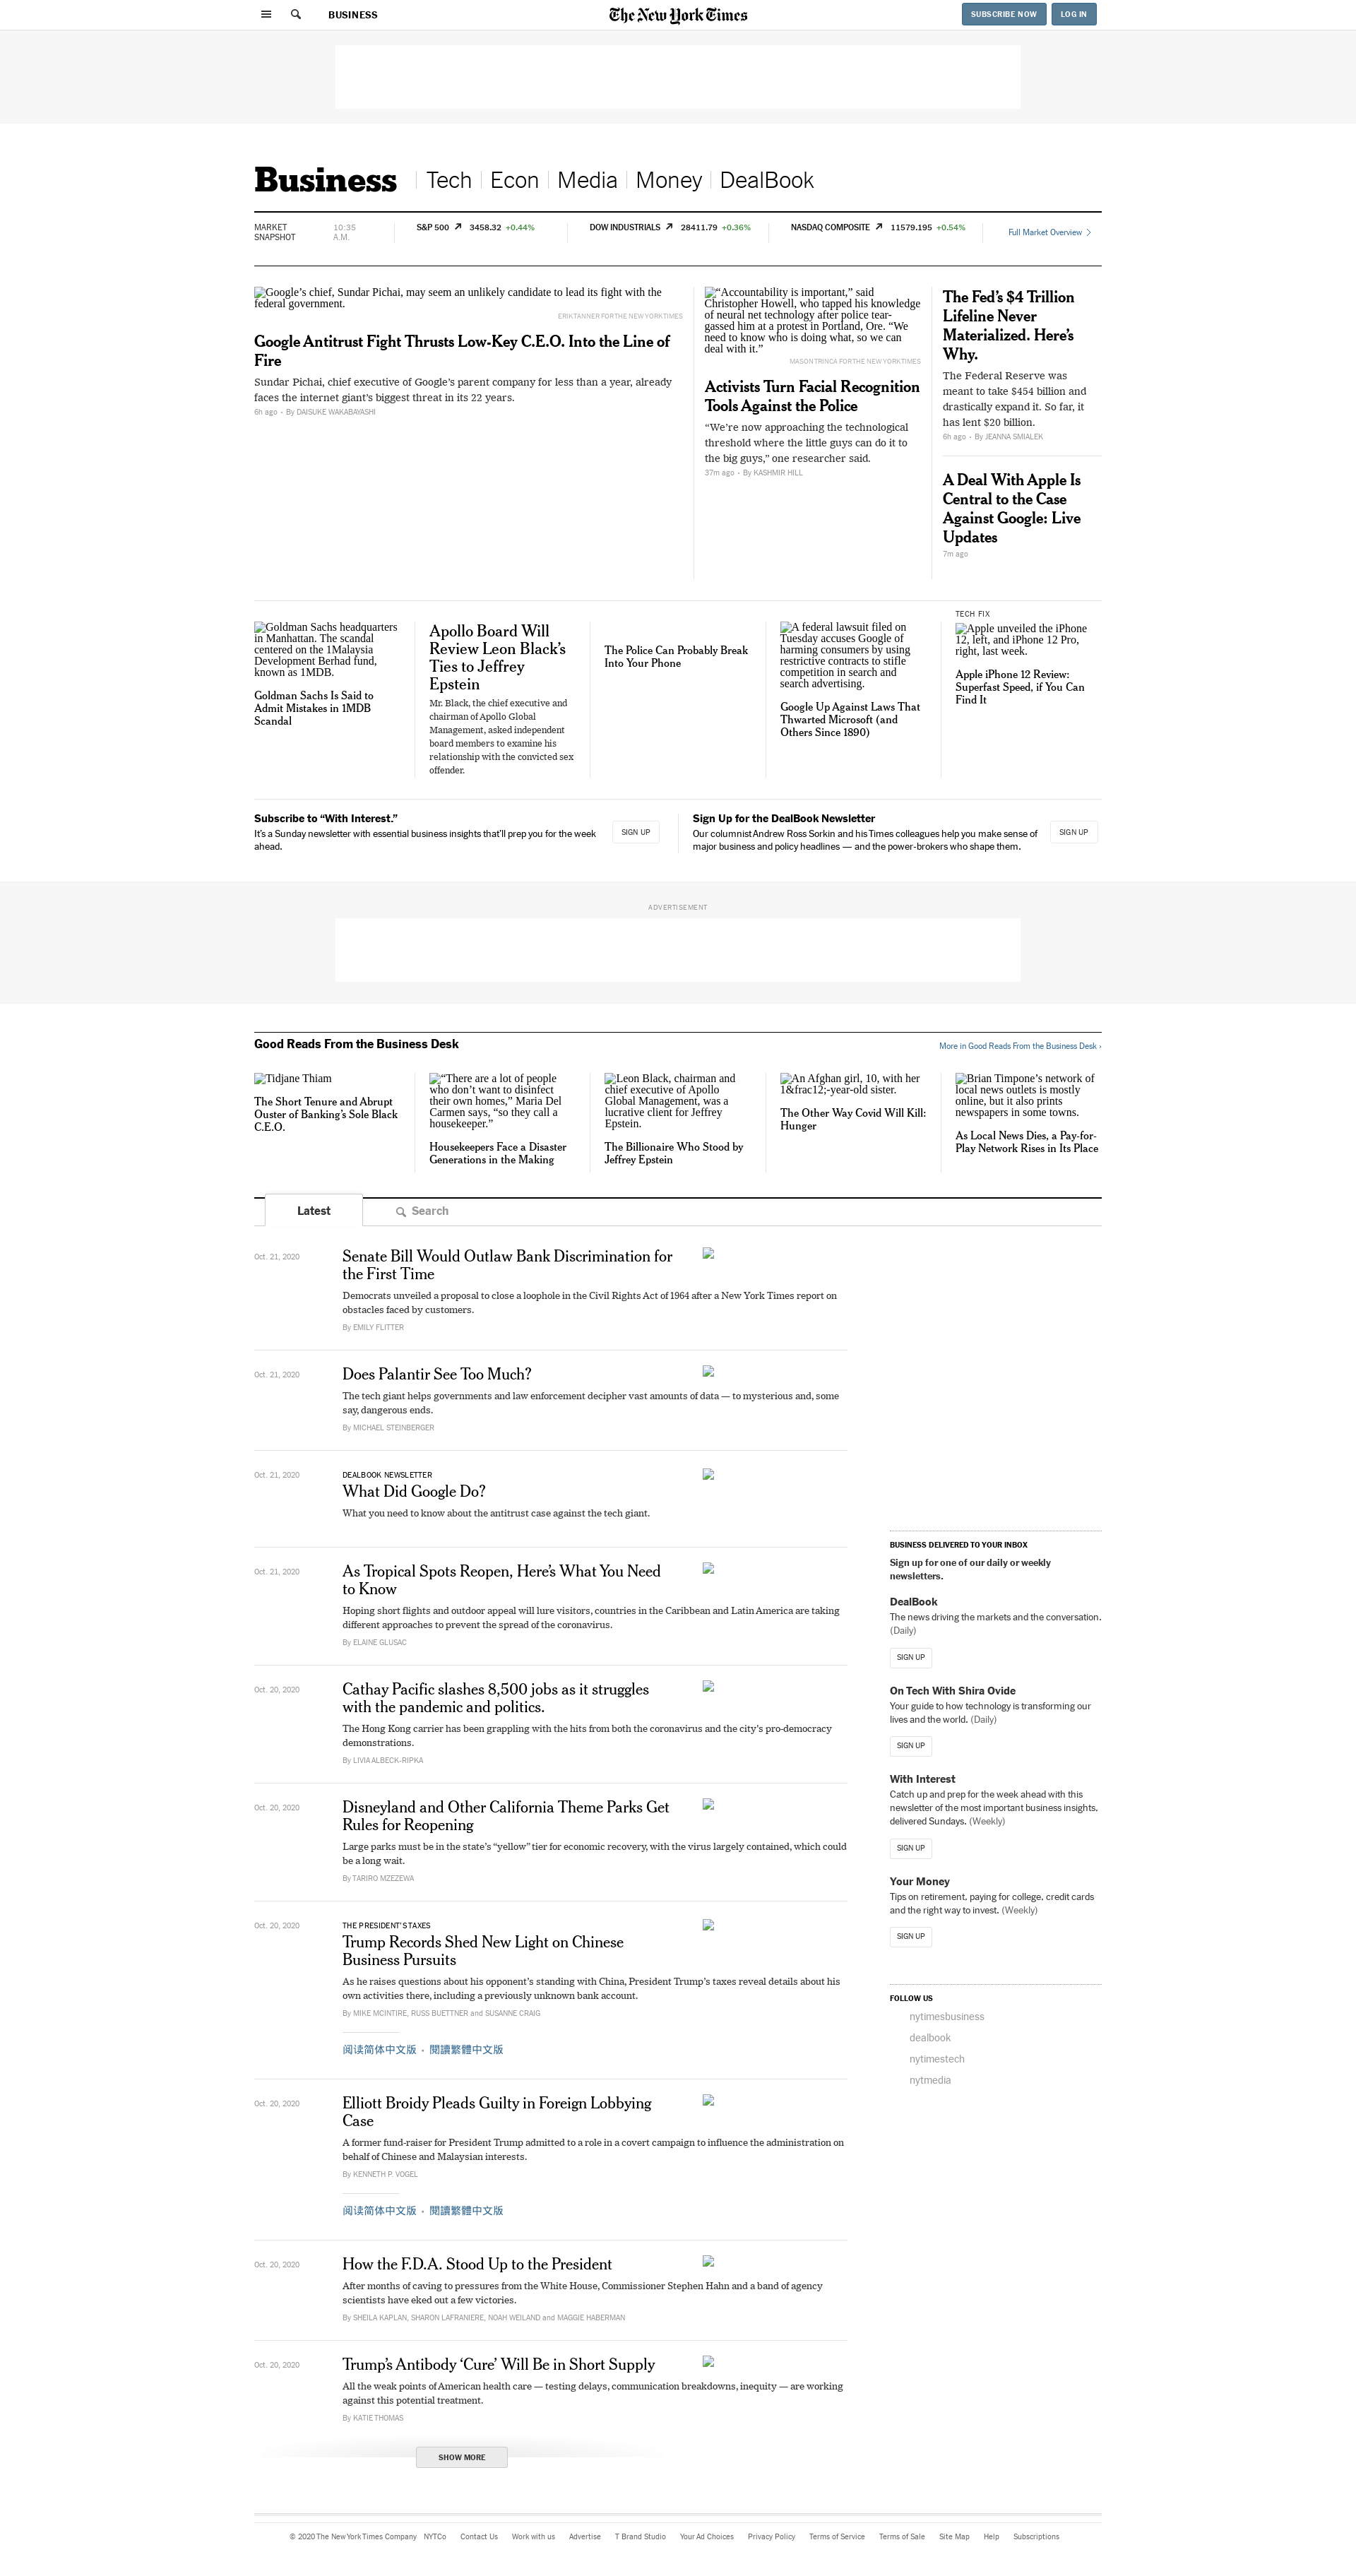 BUSINESS
The New York Times
SUBSCRIBE NOW
LOG IN
Business
Tech
Econ
Media
Money
DealBook
MARKET
SNAPSHOT
10:35
A.M.
S&P 500 3458.32 +0.44%
DOW INDUSTRIALS 28411.79 +0.36%
NASDAQ COMPOSITE 11579.195 +0.54%
Full Market Overview
Google’s chief, Sundar Pichai, may seem an unlikely candidate to lead its fight with the
federal government.
ERIK TANNER FOR THE NEW YORK TIMES
Google Antitrust Fight Thrusts Low-Key C.E.O. Into the Line of
Fire
Sundar Pichai, chief executive of Google’s parent company for less than a year, already
faces the internet giant’s biggest threat in its 22 years.
6h ago • By DAISUKE WAKABAYASHI
“Accountability is important,” said
Christopher Howell, who tapped his knowledge
of neural net technology after police tear-
gassed him at a protest in Portland, Ore. “We
need to know who is doing what, so we can
deal with it.”
MASON TRINCA FOR THE NEW YORK TIMES
Activists Turn Facial Recognition
Tools Against the Police
“We’re now approaching the technological
threshold where the little guys can do it to
the big guys,” one researcher said.
37m ago • By KASHMIR HILL
The Fed’s $4 Trillion
Lifeline Never
Materialized. Here’s
Why.
The Federal Reserve was
meant to take $454 billion and
drastically expand it. So far, it
has lent $20 billion.
6h ago • By JEANNA SMIALEK
A Deal With Apple Is
Central to the Case
Against Google: Live
Updates
7m ago
Goldman Sachs headquarters
in Manhattan. The scandal
centered on the 1Malaysia
Development Berhad fund,
known as 1MDB.
Goldman Sachs Is Said to
Admit Mistakes in 1MDB
Scandal
Apollo Board Will
Review Leon Black’s
Ties to Jeffrey
Epstein
Mr. Black, the chief executive and
chairman of Apollo Global
Management, asked independent
board members to examine his
relationship with the convicted sex
offender.
The Police Can Probably Break
Into Your Phone
A federal lawsuit filed on
Tuesday accuses Google of
harming consumers by using
restrictive contracts to stifle
competition in search and
search advertising.
Google Up Against Laws That
Thwarted Microsoft (and
Others Since 1890)
TECH FIX
Apple unveiled the iPhone
12, left, and iPhone 12 Pro,
right, last week.
Apple iPhone 12 Review:
Superfast Speed, if You Can
Find It
Subscribe to “With Interest.”
It’s a Sunday newsletter with essential business insights that’ll prep you for the week
ahead.
SIGN UP
Sign Up for the DealBook Newsletter
Our columnist Andrew Ross Sorkin and his Times colleagues help you make sense of
major business and policy headlines — and the power-brokers who shape them.
SIGN UP
ADVERTISEMENT
Good Reads From the Business Desk
More in Good Reads From the Business Desk ›
Tidjane Thiam
The Short Tenure and Abrupt
Ouster of Banking’s Sole Black
C.E.O.
“There are a lot of people
who don’t want to disinfect
their own homes,” Maria Del
Carmen says, “so they call a
housekeeper.”
Housekeepers Face a Disaster
Generations in the Making
Leon Black, chairman and
chief executive of Apollo
Global Management, was a
lucrative client for Jeffrey
Epstein.
The Billionaire Who Stood by
Jeffrey Epstein
An Afghan girl, 10, with her
1&frac12;-year-old sister.
The Other Way Covid Will Kill:
Hunger
Brian Timpone’s network of
local news outlets is mostly
online, but it also prints
newspapers in some towns.
As Local News Dies, a Pay-for-
Play Network Rises in Its Place
Latest
Search
Oct. 21, 2020
Senate Bill Would Outlaw Bank Discrimination for
the First Time
Democrats unveiled a proposal to close a loophole in the Civil Rights Act of 1964 after a New York Times report on
obstacles faced by customers.
By EMILY FLITTER
Oct. 21, 2020
Does Palantir See Too Much?
The tech giant helps governments and law enforcement decipher vast amounts of data — to mysterious and, some
say, dangerous ends.
By MICHAEL STEINBERGER
Oct. 21, 2020
DEALBOOK NEWSLETTER
What Did Google Do?
What you need to know about the antitrust case against the tech giant.
Oct. 21, 2020
As Tropical Spots Reopen, Here’s What You Need
to Know
Hoping short flights and outdoor appeal will lure visitors, countries in the Caribbean and Latin America are taking
different approaches to prevent the spread of the coronavirus.
By ELAINE GLUSAC
Oct. 20, 2020
Cathay Pacific slashes 8,500 jobs as it struggles
with the pandemic and politics.
The Hong Kong carrier has been grappling with the hits from both the coronavirus and the city’s pro-democracy
demonstrations.
By LIVIA ALBECK-RIPKA
Oct. 20, 2020
Disneyland and Other California Theme Parks Get
Rules for Reopening
Large parks must be in the state’s “yellow” tier for economic recovery, with the virus largely contained, which could
be a long wait.
By TARIRO MZEZEWA
Oct. 20, 2020
THE PRESIDENT’S TAXES
Trump Records Shed New Light on Chinese
Business Pursuits
As he raises questions about his opponent’s standing with China, President Trump’s taxes reveal details about his
own activities there, including a previously unknown bank account.
By MIKE MCINTIRE, RUSS BUETTNER and SUSANNE CRAIG
阅读简体中文版 • 閱讀繁體中文版
Oct. 20, 2020
Elliott Broidy Pleads Guilty in Foreign Lobbying
Case
A former fund-raiser for President Trump admitted to a role in a covert campaign to influence the administration on
behalf of Chinese and Malaysian interests.
By KENNETH P. VOGEL
阅读简体中文版 • 閱讀繁體中文版
Oct. 20, 2020
How the F.D.A. Stood Up to the President
After months of caving to pressures from the White House, Commissioner Stephen Hahn and a band of agency
scientists have eked out a few victories.
By SHEILA KAPLAN, SHARON LAFRANIERE, NOAH WEILAND and MAGGIE HABERMAN
Oct. 20, 2020
Trump’s Antibody ‘Cure’ Will Be in Short Supply
All the weak points of American health care — testing delays, communication breakdowns, inequity — are working
against this potential treatment.
By KATIE THOMAS
SHOW MORE
BUSINESS DELIVERED TO YOUR INBOX
Sign up for one of our daily or weekly
newsletters.
DealBook
The news driving the markets and the conversation.
(Daily)
SIGN UP
On Tech With Shira Ovide
Your guide to how technology is transforming our
lives and the world. (Daily)
SIGN UP
With Interest
Catch up and prep for the week ahead with this
newsletter of the most important business insights,
delivered Sundays. (Weekly)
SIGN UP
Your Money
Tips on retirement, paying for college, credit cards
and the right way to invest. (Weekly)
SIGN UP
FOLLOW US
nytimesbusiness
dealbook
nytimestech
nytmedia
© 2020 The New York Times Company NYTCo Contact Us Work with us Advertise T Brand Studio Your Ad Choices Privacy Policy Terms of Service Terms of Sale Site Map Help Subscriptions